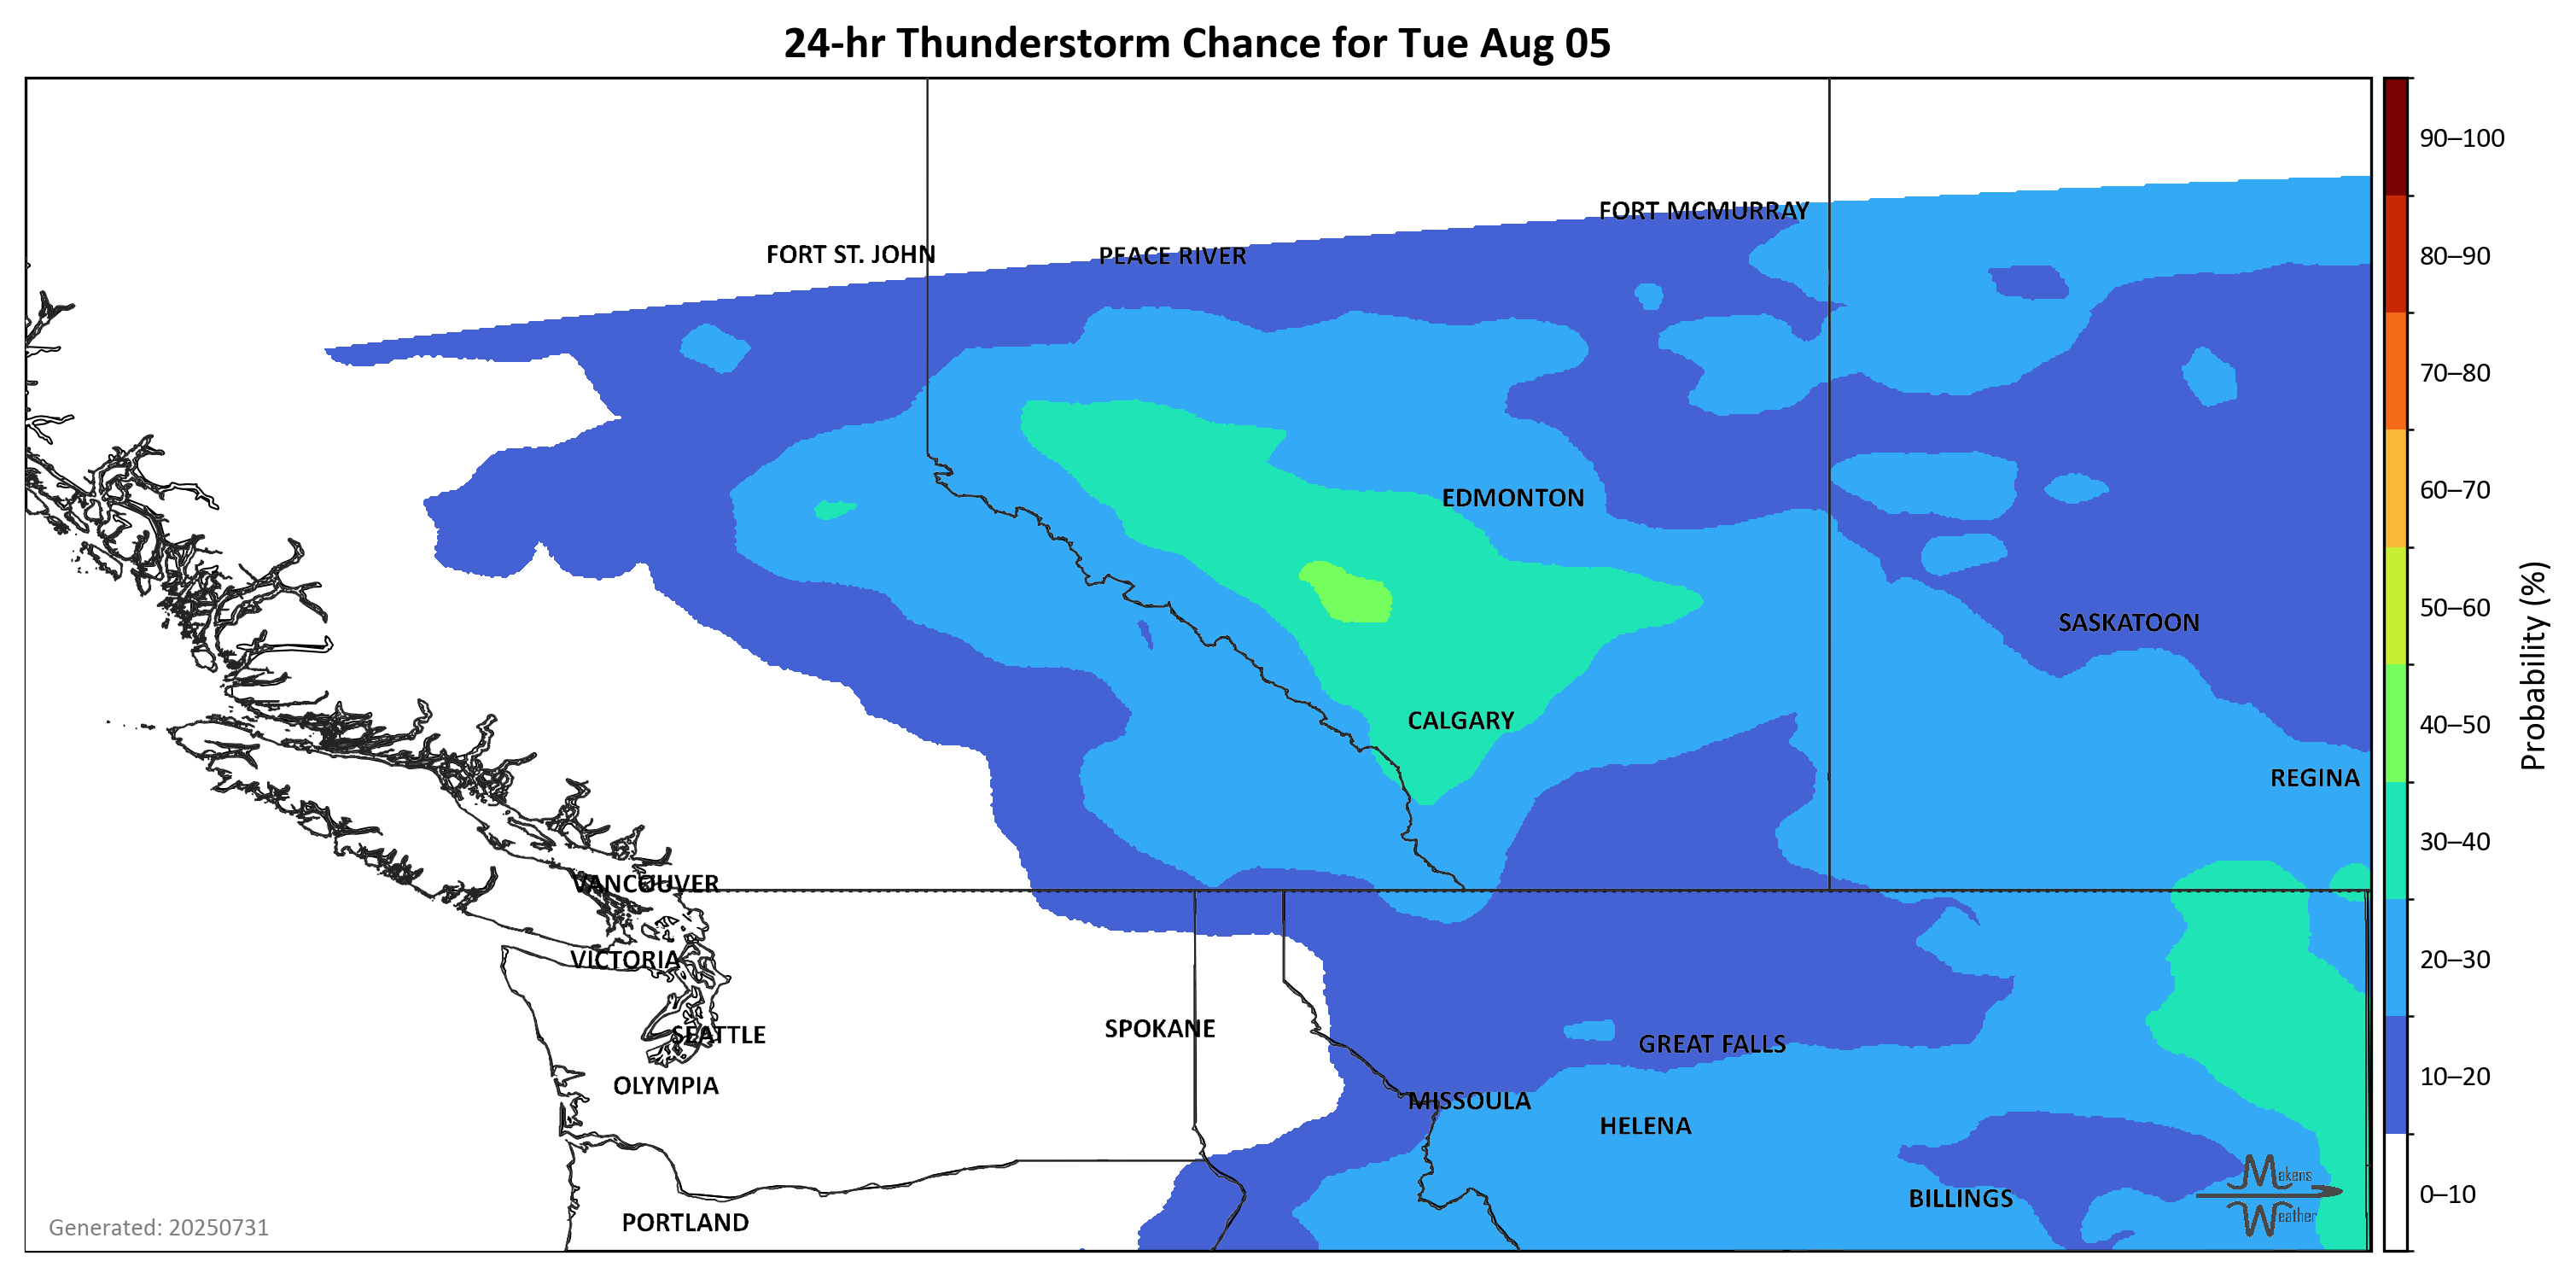 24-hr Thunderstorm Chance for Tue Aug 05
90–100
FORT MCMURRAY
FORT ST. JOHN
PEACE RIVER
80–90
70–80
60–70
EDMONTON
50–60
SASKATOON
Probability (%)
40–50
CALGARY
REGINA
30–40
VANCOUVER
VICTORIA
20–30
SPOKANE
SEATTLE
GREAT FALLS
OLYMPIA
10–20
MISSOULA
HELENA
Makens
Weather
0–10
BILLINGS
PORTLAND
Generated: 20250731